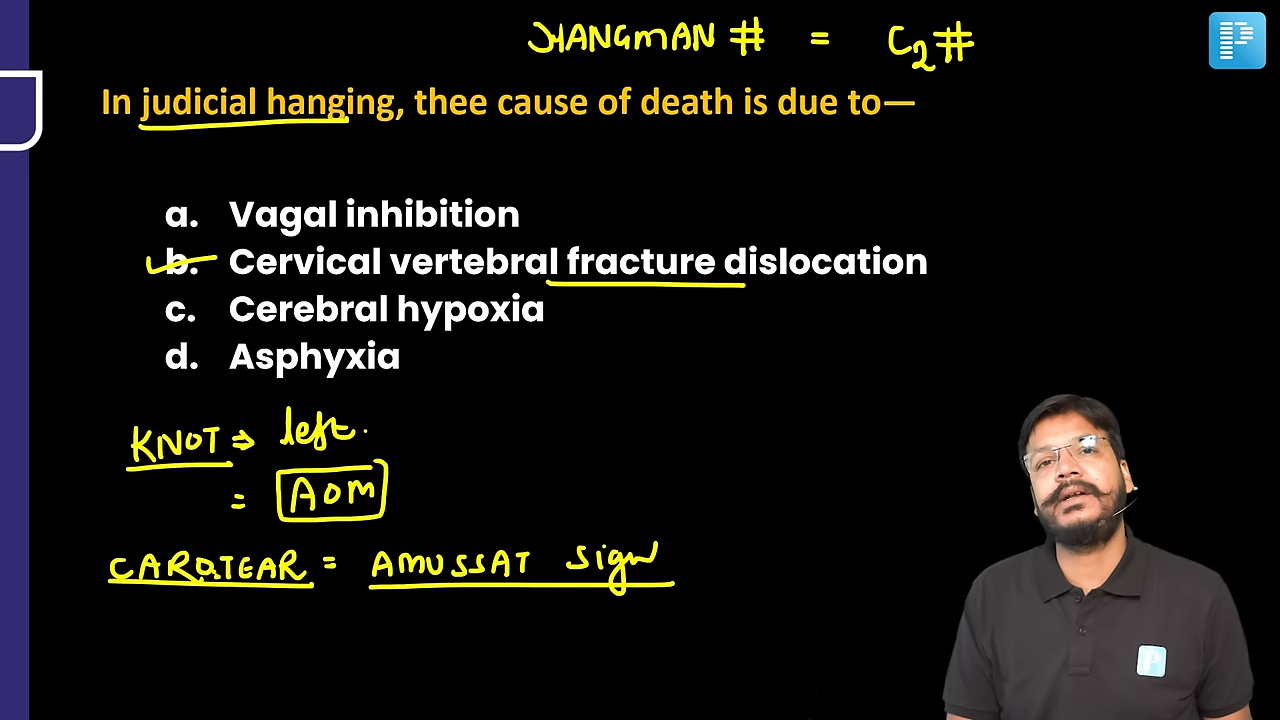 HANGMAN # = C2#
In judicial hanging, thee cause of death is due to—
a. Vagal inhibition
b. Cervical vertebral fracture dislocation
c. Cerebral hypoxia
d. Asphyxia
KNOT ⇒ left.
= AOM
CAR.TEAR = AMUSSAT sign